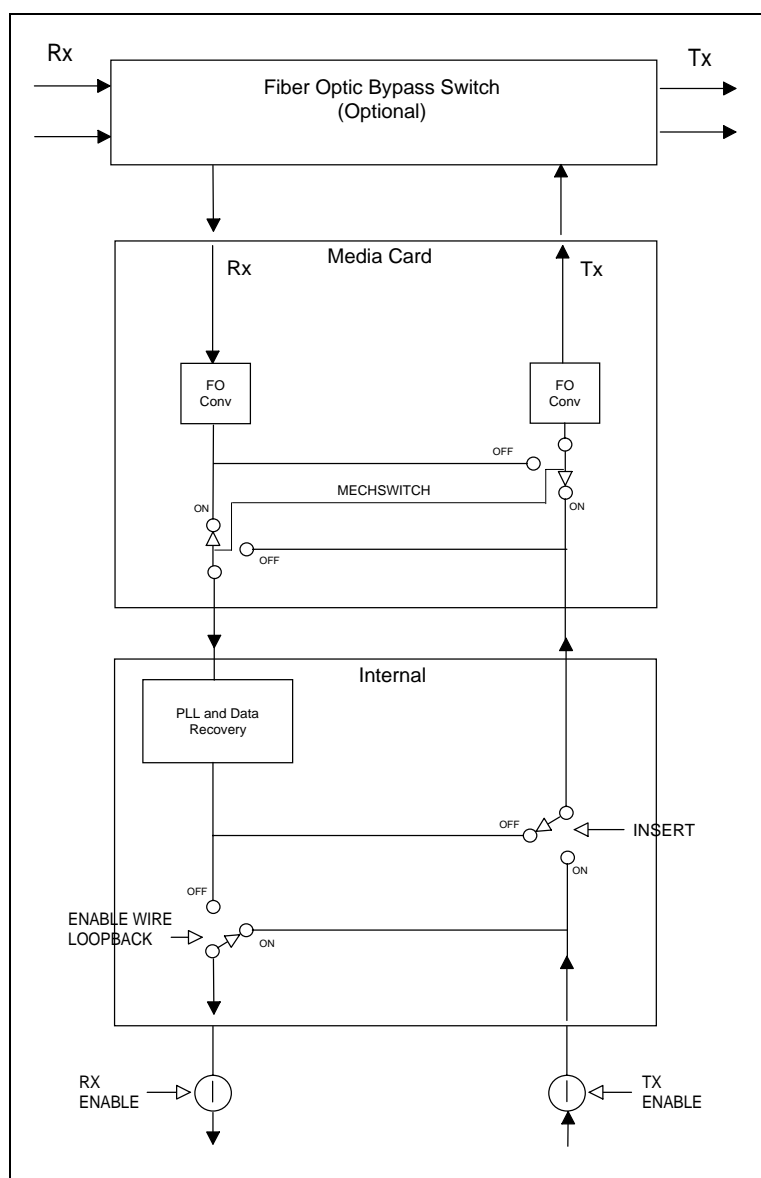 Rx
Tx
Fiber Optic Bypass Switch
(Optional)
Media Card
Rx
Tx
FO
Conv
FO
Conv
OFF
MECHSWITCH
ON
ON
OFF
Internal
PLL and Data
Recovery
OFF
INSERT
ON
OFF
ENABLE WIRE
LOOPBACK
ON
RX
ENABLE
TX
ENABLE